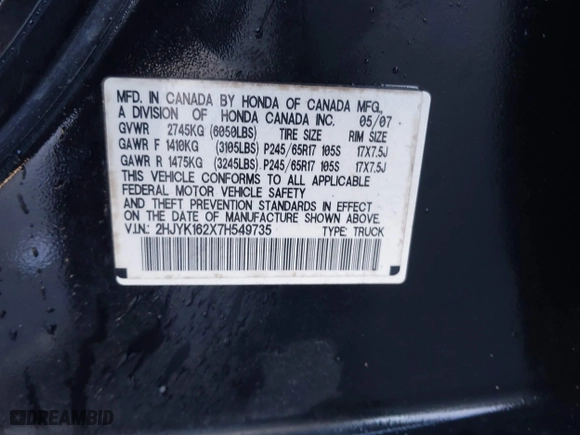 MFD. IN CANADA BY HONDA OF CANADA MFG.,
A DIVISION OF HONDA CANADA INC. 05/07
GVWR 2745KG (6050LBS) TIRE SIZE RIM SIZE
GAWR F 1410KG (3105LBS) P245/65R17 105S 17X7.5J
GAWR R 1475KG (3245LBS) P245/65R17 105S 17X7.5J
THIS VEHICLE CONFORMS TO ALL APPLICABLE
FEDERAL MOTOR VEHICLE SAFETY
AND THEFT PREVENTION STANDARDS IN EFFECT
ON THE DATE OF MANUFACTURE SHOWN ABOVE.
V.I.N.: 2HJYK162X7H549735 TYPE: TRUCK
DREAMBID